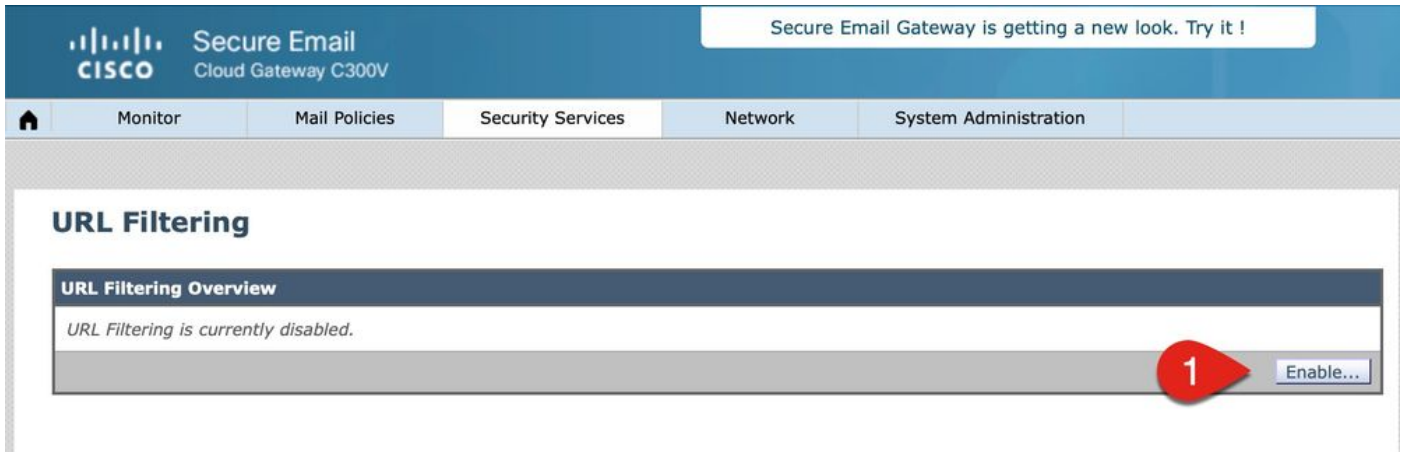 Secure Email Gateway is getting a new look. Try it !
CISCO Secure Email
Cloud Gateway C300V
Monitor Mail Policies Security Services Network System Administration
URL Filtering
URL Filtering Overview
URL Filtering is currently disabled.
1 Enable...